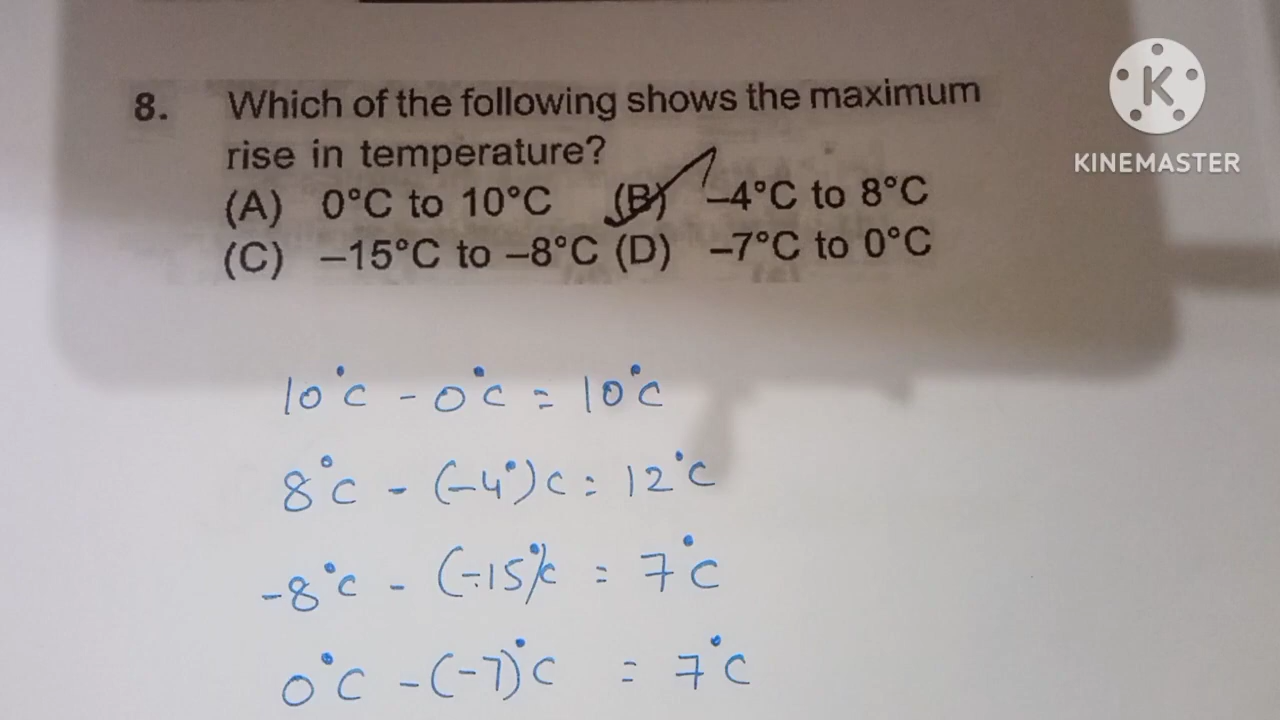 K
KINEMASTER
8. Which of the following shows the maximum
rise in temperature?
(A) 0°C to 10°C (B) –4°C to 8°C
(C) –15°C to –8°C (D) –7°C to 0°C
10°C - 0°C = 10°C
8°C - (-4°)C = 12°C
-8°C - (-15°)C = 7°C
0°C - (-7)°C = 7°C